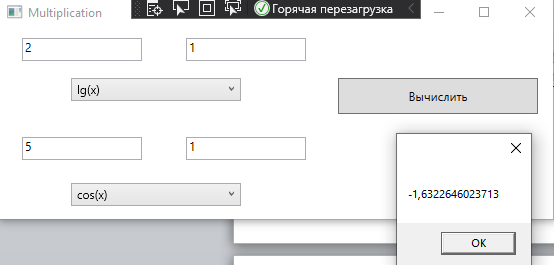 Multiplication
Горячая перезагрузка
2
1
lg(x)
Вычислить
5
1
cos(x)
-1,6322646023713
OK